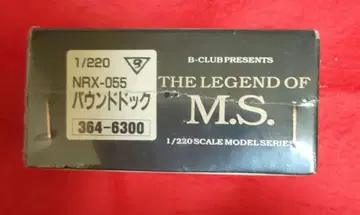 1/220 9
NRX-055
バウンドドック
364-6300
B-CLUB PRESENTS
THE LEGEND OF
M.S.
1/220 SCALE MODEL SERIES